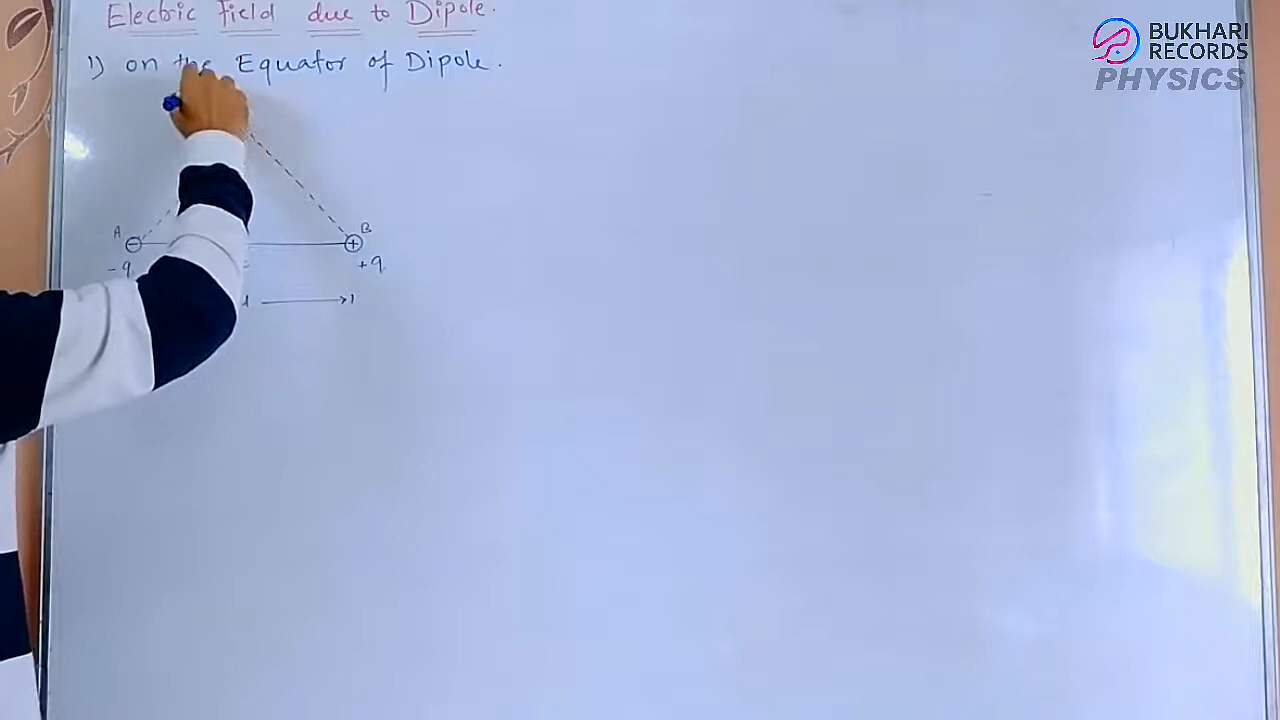 Electric Field due to Dipole.
1) on the Equator of Dipole.
A
B
-q
+q
BUKHARI
RECORDS
PHYSICS